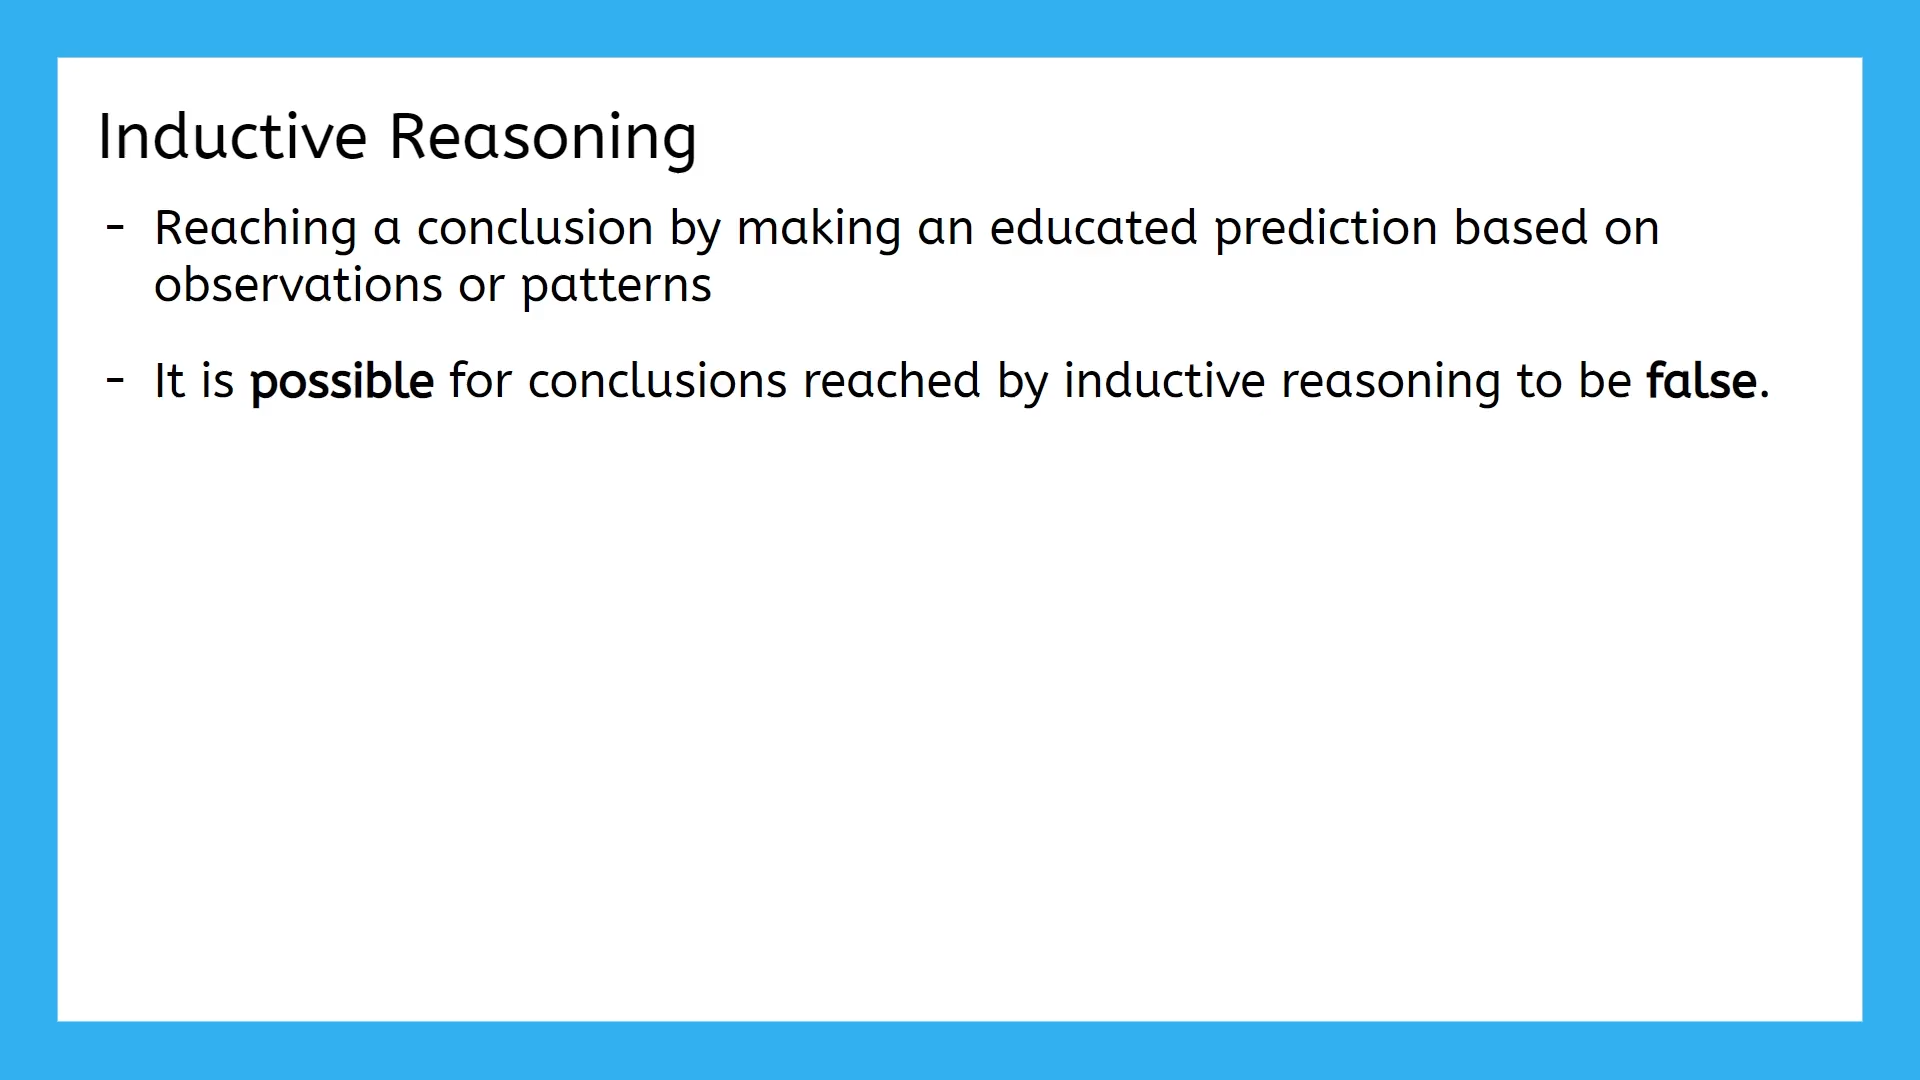 Inductive Reasoning
- Reaching a conclusion by making an educated prediction based on
observations or patterns
- It is possible for conclusions reached by inductive reasoning to be false.